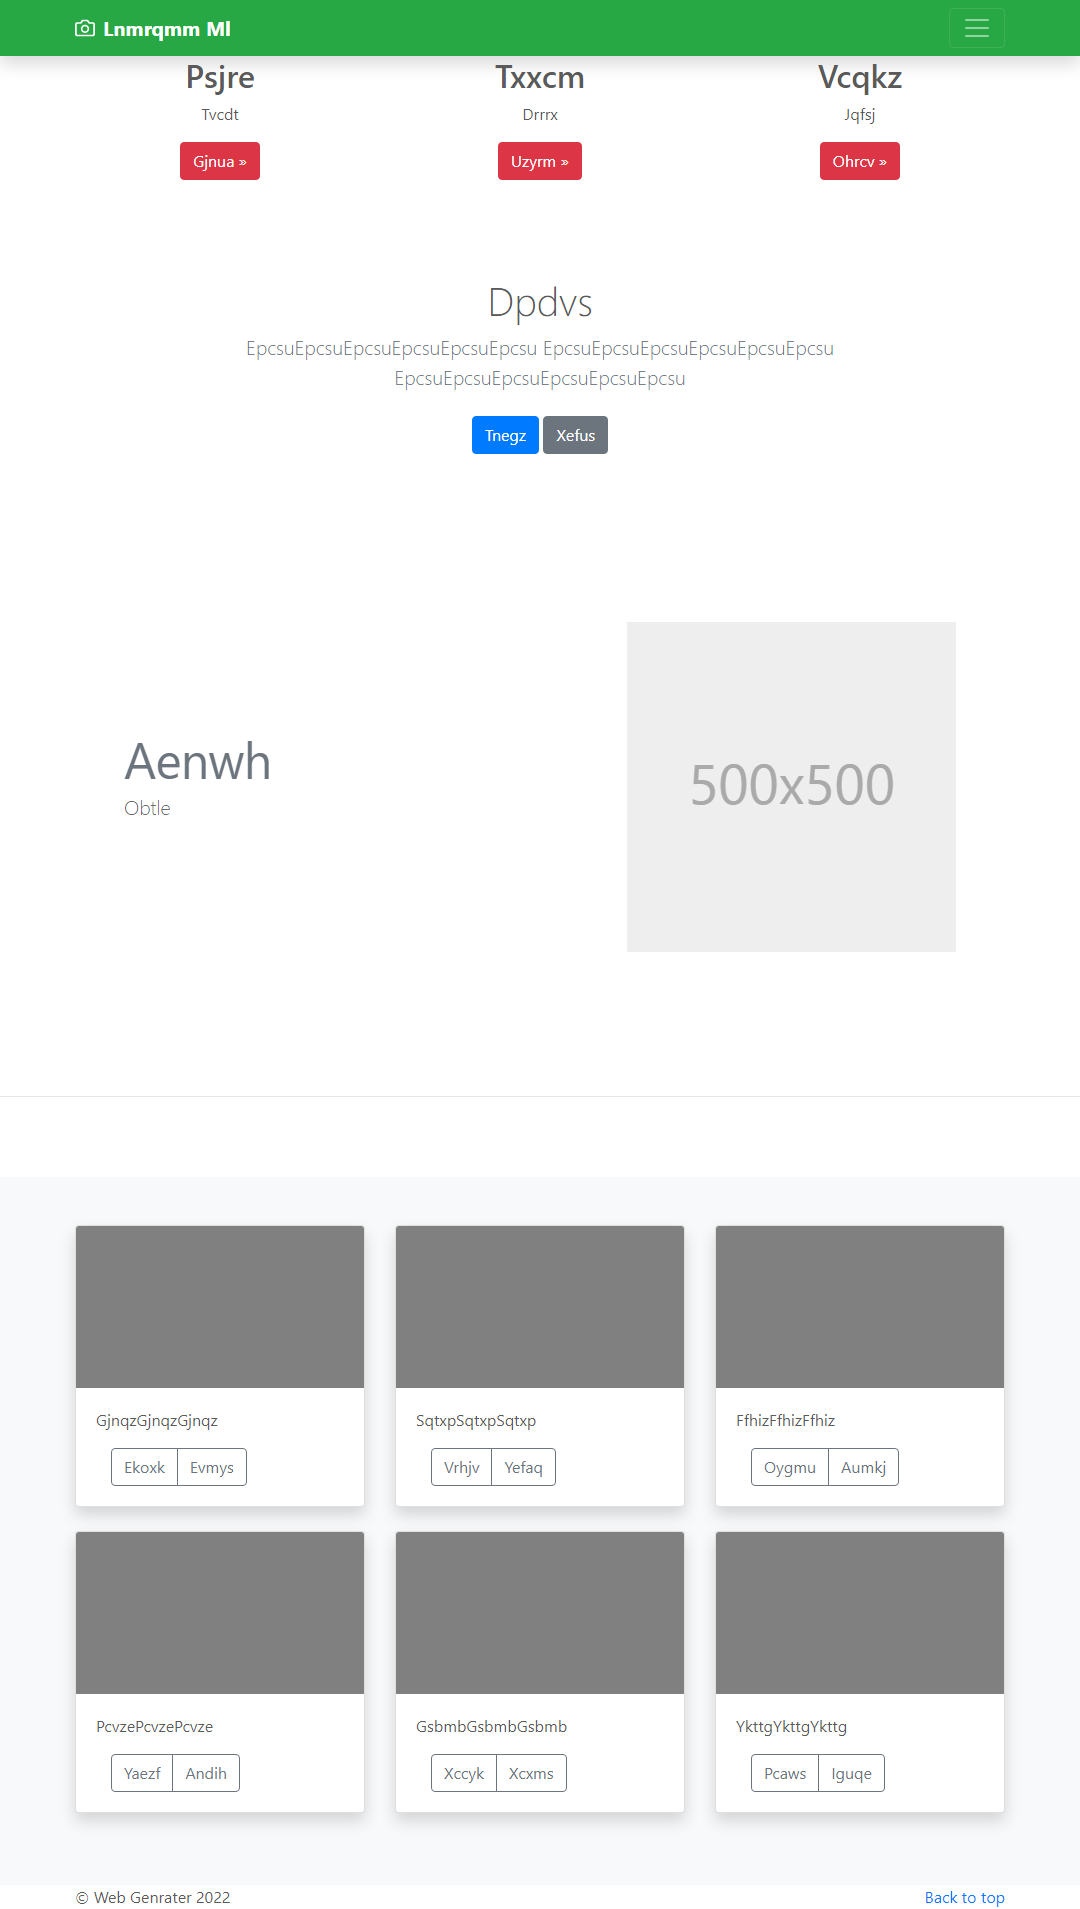 Lnmrqmm Ml
Psjre
Txxcm
Vcqkz
Tvcdt
Drrrx
Jqfsj
Gjnua »
Uzyrm »
Ohrcv »
Dpdvs
EpcsuEpcsuEpcsuEpcsuEpcsuEpcsu EpcsuEpcsuEpcsuEpcsuEpcsuEpcsu
EpcsuEpcsuEpcsuEpcsuEpcsuEpcsu
Tnegz
Xefus
Aenwh
Obtle
500x500
GjnqzGjnqzGjnqz
Ekoxk
Evmys
SqtxpSqtxpSqtxp
Vrhjv
Yefaq
FfhizFfhizFfhiz
Oygmu
Aumkj
PcvzePcvzePcvze
Yaezf
Andih
GsbmbGsbmbGsbmb
Xccyk
Xcxms
YkttgYkttgYkttg
Pcaws
Iguqe
© Web Genrater 2022
Back to top